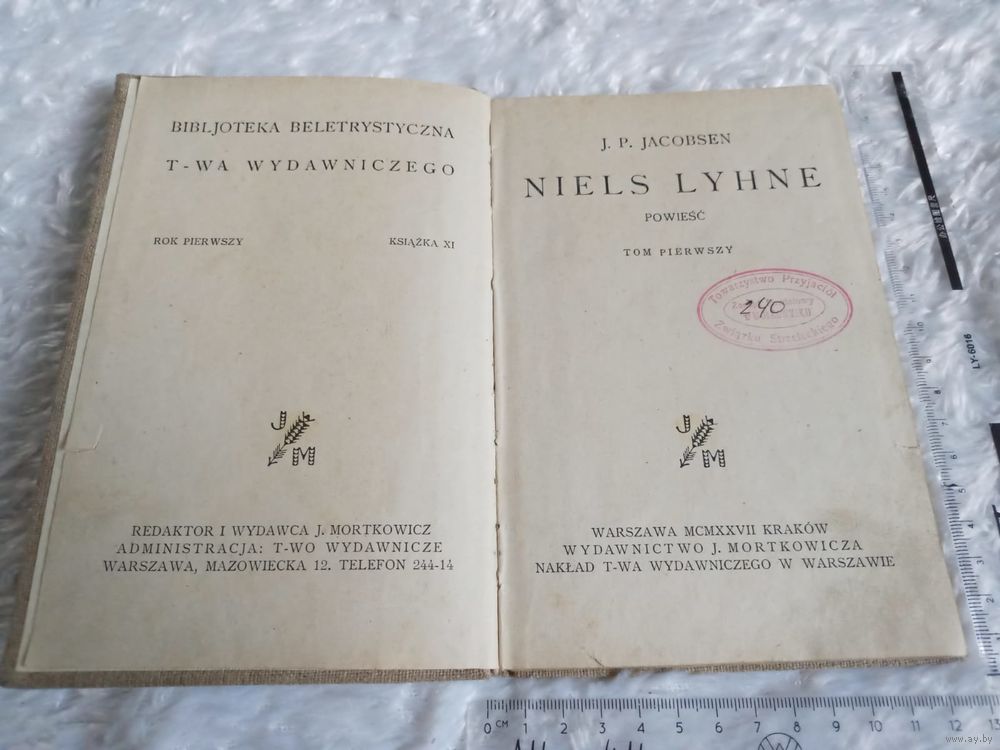 BIBLJOTEKA BELETRYSTYCZNA
T-WA WYDAWNICZEGO
ROK PIERWSZY KSIĄŻKA XI
J M
REDAKTOR I WYDAWCA J. MORTKOWICZ
ADMINISTRACJA: T-WO WYDAWNICZE
WARSZAWA, MAZOWIECKA 12. TELEFON 244-14
J. P. JACOBSEN
NIELS LYHNE
POWIEŚĆ
TOM PIERWSZY
Towarzystwo Przyjaciół
240
Związku Strzeleckiego
J M
WARSZAWA MCMXXVII KRAKÓW
WYDAWNICTWO J. MORTKOWICZA
NAKŁAD T-WA WYDAWNICZEGO W WARSZAWIE
LY-6016
0 CM 1 2 3 4 5 6 7 8 9 10 11 12 13
www.ay.by